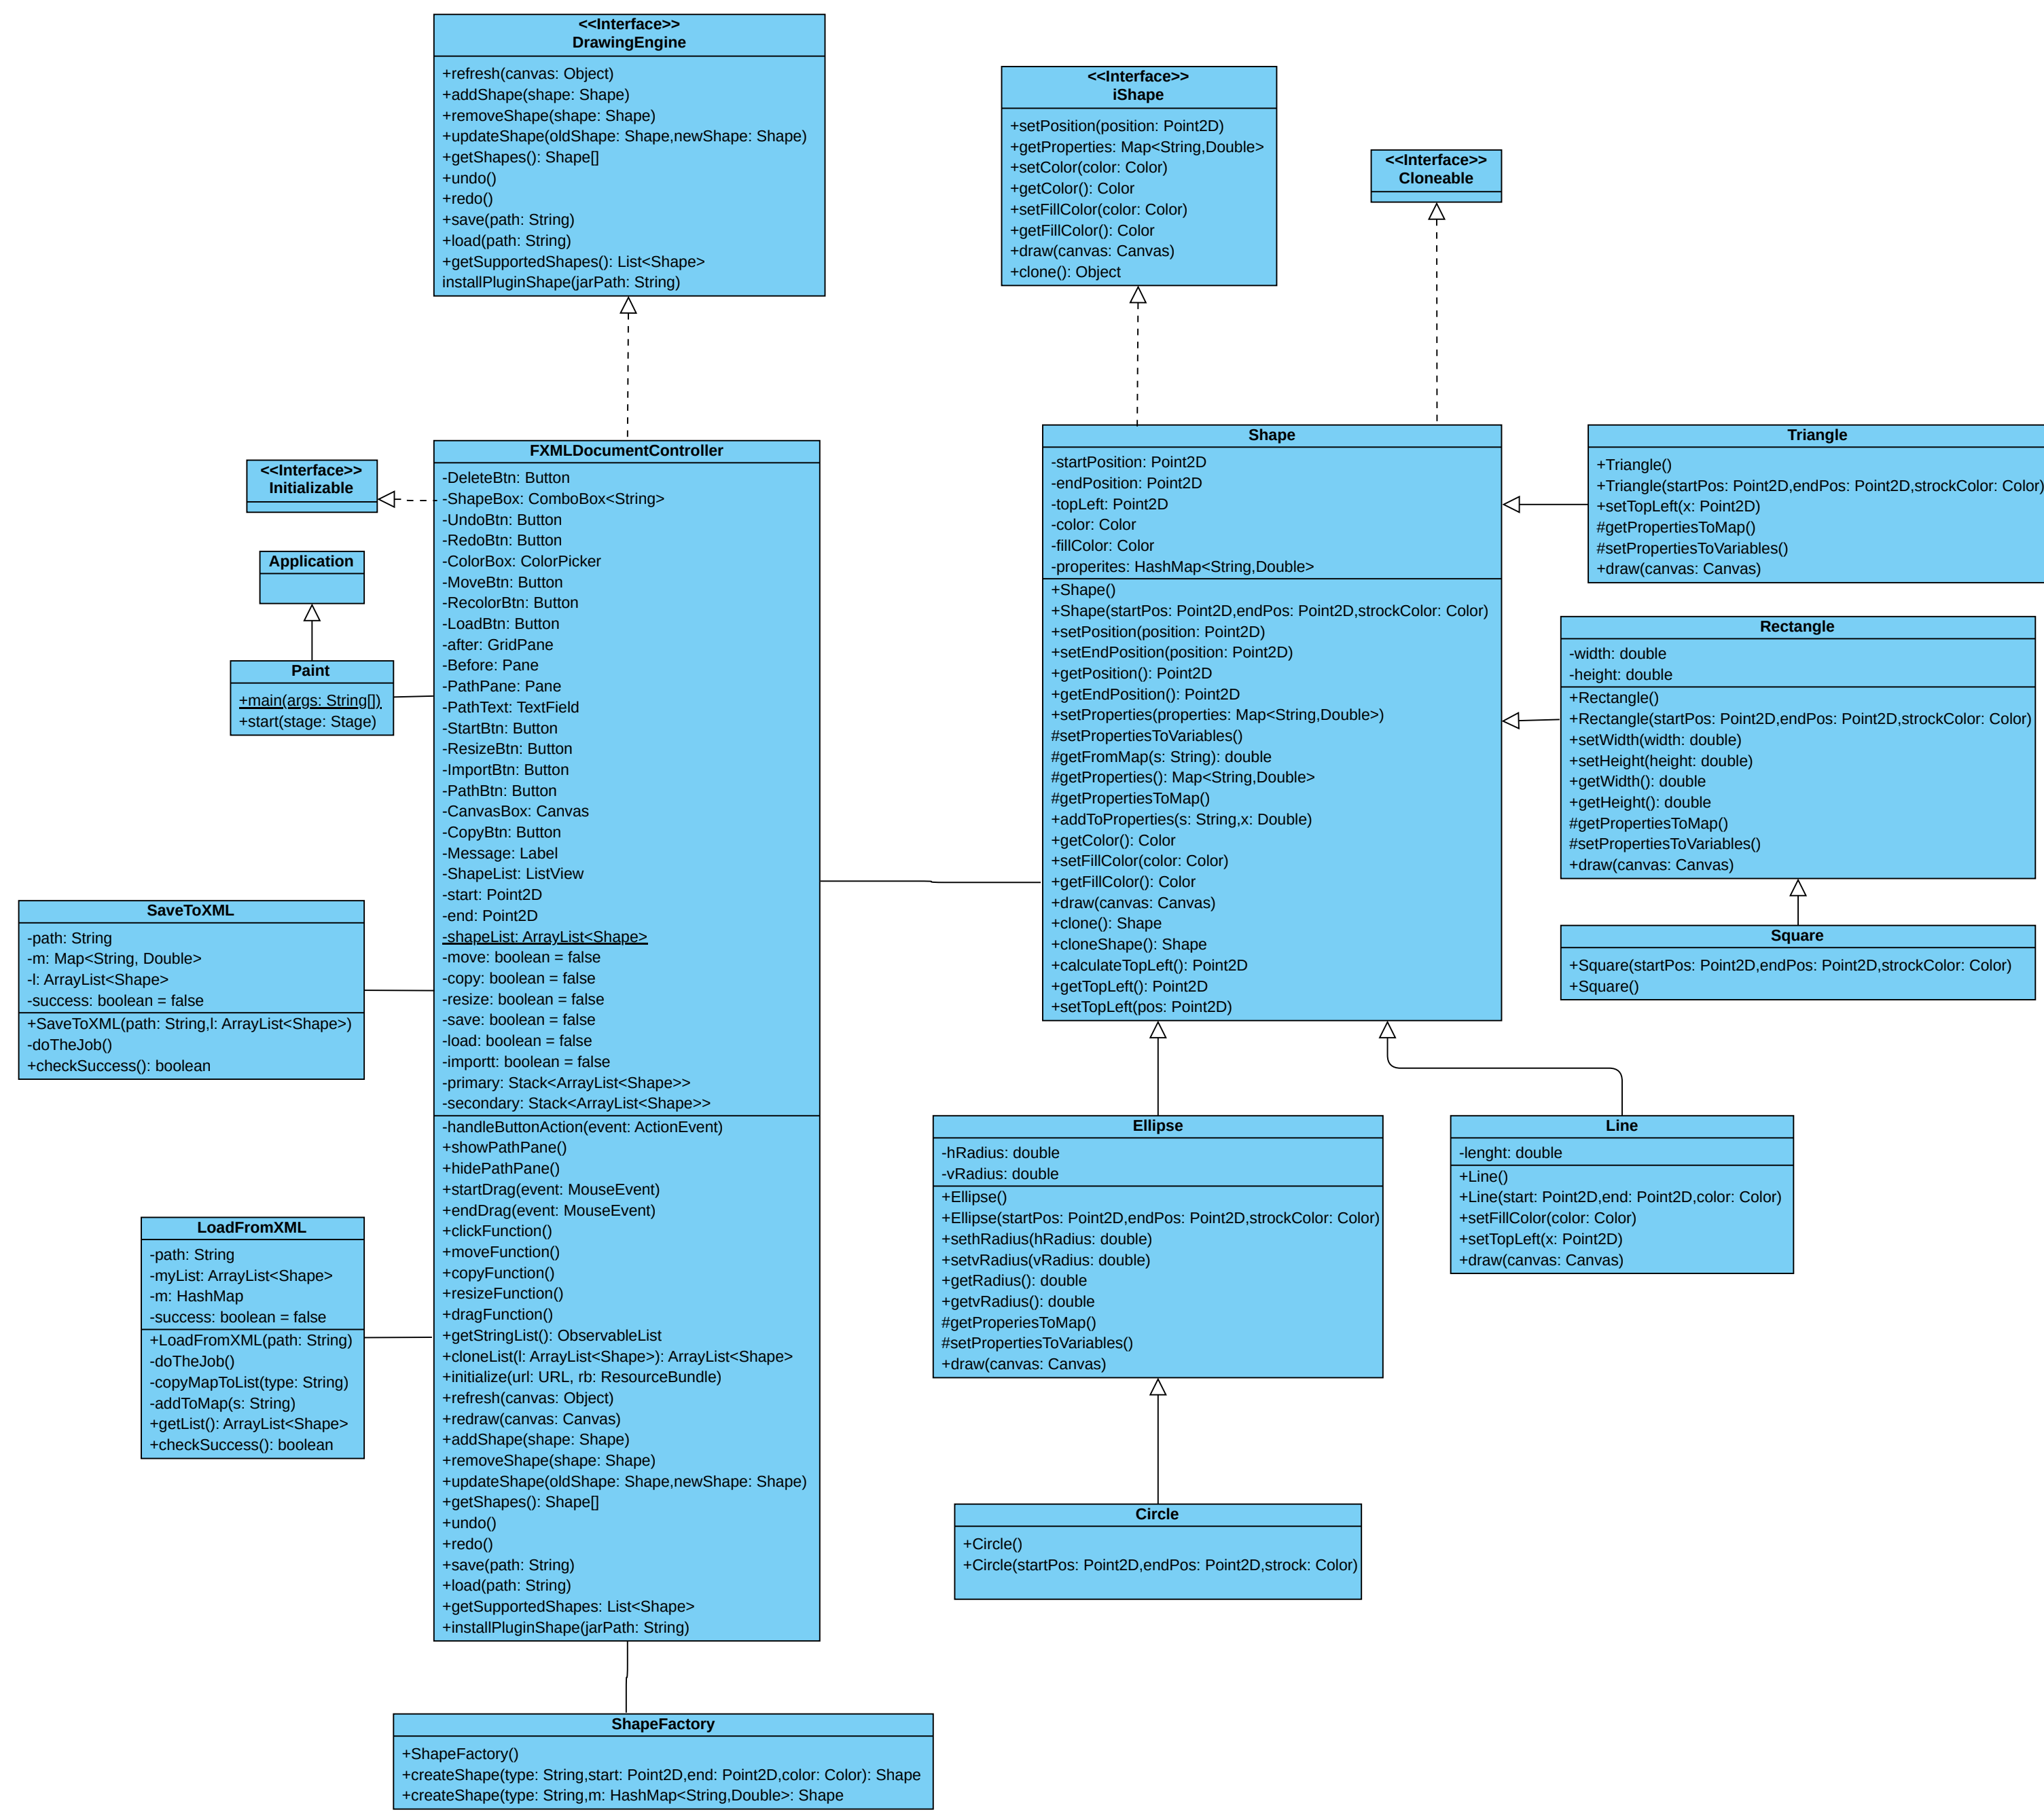 <<Interface>>
DrawingEngine
+refresh(canvas: Object)
+addShape(shape: Shape)
+removeShape(shape: Shape)
+updateShape(oldShape: Shape,newShape: Shape)
+getShapes(): Shape[]
+undo()
+redo()
+save(path: String)
+load(path: String)
+getSupportedShapes(): List<Shape>
installPluginShape(jarPath: String)
<<Interface>>
iShape
+setPosition(position: Point2D)
+getProperties: Map<String,Double>
+setColor(color: Color)
+getColor(): Color
+setFillColor(color: Color)
+getFillColor(): Color
+draw(canvas: Canvas)
+clone(): Object
<<Interface>>
Cloneable
<<Interface>>
Initializable
Application
Paint
+main(args: String[])
+start(stage: Stage)
FXMLDocumentController
-DeleteBtn: Button
-ShapeBox: ComboBox<String>
-UndoBtn: Button
-RedoBtn: Button
-ColorBox: ColorPicker
-MoveBtn: Button
-RecolorBtn: Button
-LoadBtn: Button
-after: GridPane
-Before: Pane
-PathPane: Pane
-PathText: TextField
-StartBtn: Button
-ResizeBtn: Button
-ImportBtn: Button
-PathBtn: Button
-CanvasBox: Canvas
-CopyBtn: Button
-Message: Label
-ShapeList: ListView
-start: Point2D
-end: Point2D
-shapeList: ArrayList<Shape>
-move: boolean = false
-copy: boolean = false
-resize: boolean = false
-save: boolean = false
-load: boolean = false
-importt: boolean = false
-primary: Stack<ArrayList<Shape>>
-secondary: Stack<ArrayList<Shape>>
-handleButtonAction(event: ActionEvent)
+showPathPane()
+hidePathPane()
+startDrag(event: MouseEvent)
+endDrag(event: MouseEvent)
+clickFunction()
+moveFunction()
+copyFunction()
+resizeFunction()
+dragFunction()
+getStringList(): ObservableList
+cloneList(l: ArrayList<Shape>): ArrayList<Shape>
+initialize(url: URL, rb: ResourceBundle)
+refresh(canvas: Object)
+redraw(canvas: Canvas)
+addShape(shape: Shape)
+removeShape(shape: Shape)
+updateShape(oldShape: Shape,newShape: Shape)
+getShapes(): Shape[]
+undo()
+redo()
+save(path: String)
+load(path: String)
+getSupportedShapes: List<Shape>
+installPluginShape(jarPath: String)
Shape
-startPosition: Point2D
-endPosition: Point2D
-topLeft: Point2D
-color: Color
-fillColor: Color
-properites: HashMap<String,Double>
+Shape()
+Shape(startPos: Point2D,endPos: Point2D,strockColor: Color)
+setPosition(position: Point2D)
+setEndPosition(position: Point2D)
+getPosition(): Point2D
+getEndPosition(): Point2D
+setProperties(properties: Map<String,Double>)
#setPropertiesToVariables()
#getFromMap(s: String): double
#getProperties(): Map<String,Double>
#getPropertiesToMap()
+addToProperties(s: String,x: Double)
+getColor(): Color
+setFillColor(color: Color)
+getFillColor(): Color
+draw(canvas: Canvas)
+clone(): Shape
+cloneShape(): Shape
+calculateTopLeft(): Point2D
+getTopLeft(): Point2D
+setTopLeft(pos: Point2D)
Triangle
+Triangle()
+Triangle(startPos: Point2D,endPos: Point2D,strockColor: Color)
+setTopLeft(x: Point2D)
#getPropertiesToMap()
#setPropertiesToVariables()
+draw(canvas: Canvas)
Rectangle
-width: double
-height: double
+Rectangle()
+Rectangle(startPos: Point2D,endPos: Point2D,strockColor: Color)
+setWidth(width: double)
+setHeight(height: double)
+getWidth(): double
+getHeight(): double
#getPropertiesToMap()
#setPropertiesToVariables()
+draw(canvas: Canvas)
Square
+Square(startPos: Point2D,endPos: Point2D,strockColor: Color)
+Square()
SaveToXML
-path: String
-m: Map<String, Double>
-l: ArrayList<Shape>
-success: boolean = false
+SaveToXML(path: String,l: ArrayList<Shape>)
-doTheJob()
+checkSuccess(): boolean
LoadFromXML
-path: String
-myList: ArrayList<Shape>
-m: HashMap
-success: boolean = false
+LoadFromXML(path: String)
-doTheJob()
-copyMapToList(type: String)
-addToMap(s: String)
+getList(): ArrayList<Shape>
+checkSuccess(): boolean
Ellipse
-hRadius: double
-vRadius: double
+Ellipse()
+Ellipse(startPos: Point2D,endPos: Point2D,strockColor: Color)
+sethRadius(hRadius: double)
+setvRadius(vRadius: double)
+getRadius(): double
+getvRadius(): double
#getProperiesToMap()
#setPropertiesToVariables()
+draw(canvas: Canvas)
Line
-lenght: double
+Line()
+Line(start: Point2D,end: Point2D,color: Color)
+setFillColor(color: Color)
+setTopLeft(x: Point2D)
+draw(canvas: Canvas)
Circle
+Circle()
+Circle(startPos: Point2D,endPos: Point2D,strock: Color)
ShapeFactory
+ShapeFactory()
+createShape(type: String,start: Point2D,end: Point2D,color: Color): Shape
+createShape(type: String,m: HashMap<String,Double>: Shape